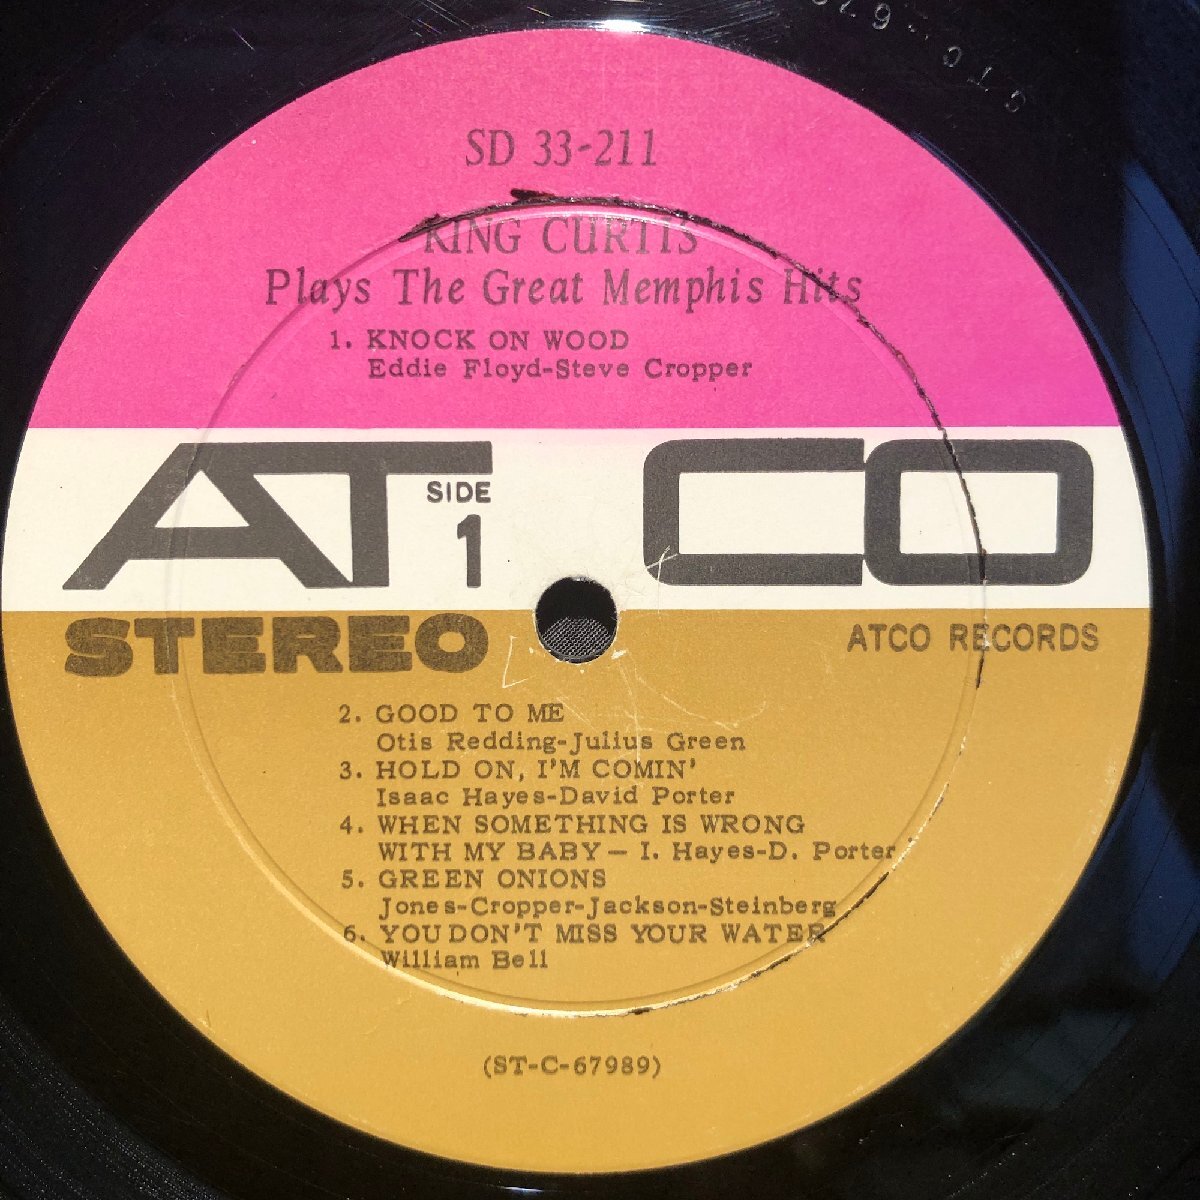 SD 33-211
KING CURTIS
Plays The Great Memphis Hits
1. KNOCK ON WOOD
Eddie Floyd-Steve Cropper
AT CO
SIDE
1
STEREO
ATCO RECORDS
2. GOOD TO ME
Otis Redding-Julius Green
3. HOLD ON, I'M COMIN'
Isaac Hayes-David Porter
4. WHEN SOMETHING IS WRONG
WITH MY BABY — I. Hayes-D. Porter
5. GREEN ONIONS
Jones-Cropper-Jackson-Steinberg
6. YOU DON'T MISS YOUR WATER
William Bell
(ST-C-67989)